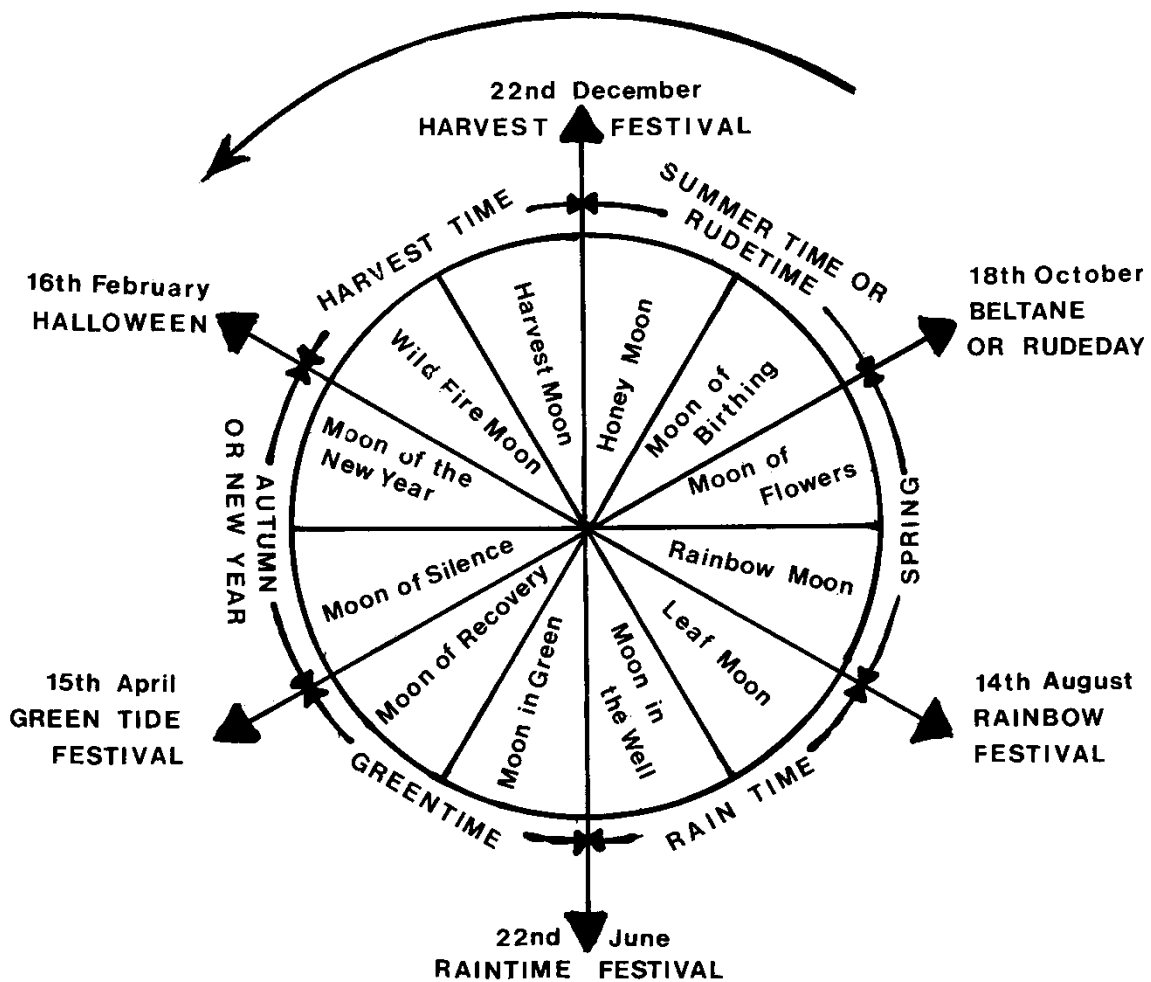 22nd December
HARVEST FESTIVAL
SUMMER TIME OR
RUDETIME
HARVEST TIME
16th February
HALLOWEEN
18th October
BELTANE
OR RUDEDAY
Harvest Moon
Honey Moon
Wild Fire Moon
Moon of
Birthing
Moon of the
New Year
Moon of
Flowers
AUTUMN
OR NEW YEAR
SPRING
Moon of Silence
Rainbow Moon
Moon of Recovery
Leaf Moon
Moon in Green
Moon in
the Well
15th April
GREEN TIDE
FESTIVAL
14th August
RAINBOW
FESTIVAL
GREENTIME
RAIN TIME
22nd June
RAINTIME FESTIVAL